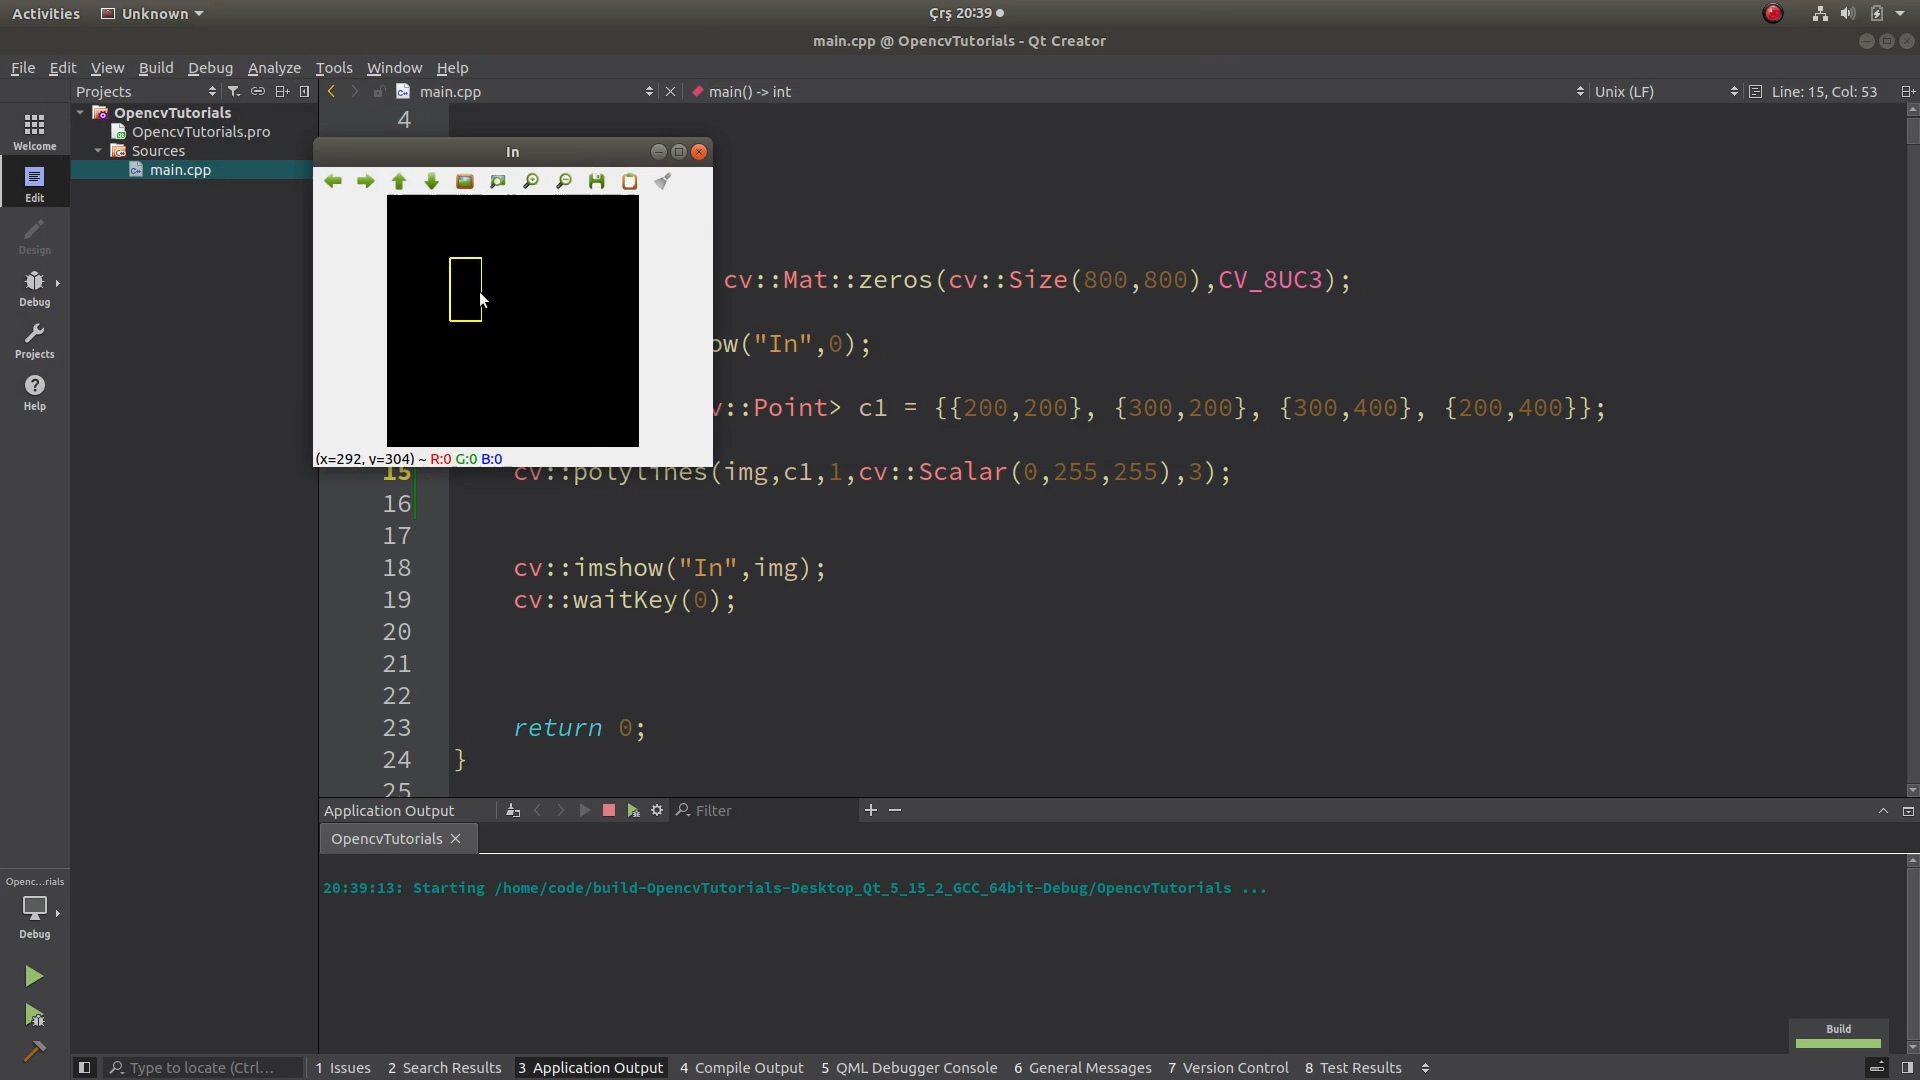 Activities Unknown Çrş 20:39
main.cpp @ OpencvTutorials - Qt Creator
File Edit View Build Debug Analyze Tools Window Help
Projects main.cpp main() -> int Unix (LF) Line: 15, Col: 53
OpencvTutorials
OpencvTutorials.pro
Sources
main.cpp
Welcome
Edit
Design
Debug
Projects
Help
4
In
(x=292, y=304) ~ R:0 G:0 B:0
cv::Mat::zeros(cv::Size(800,800),CV_8UC3);
ow("In",0);
v::Point> c1 = {{200,200}, {300,200}, {300,400}, {200,400}};
15 cv::polylines(img,c1,1,cv::Scalar(0,255,255),3);
16
17
18 cv::imshow("In",img);
19 cv::waitKey(0);
20
21
22
23 return 0;
24 }
25
Application Output Filter
OpencvTutorials
20:39:13: Starting /home/code/build-OpencvTutorials-Desktop_Qt_5_15_2_GCC_64bit-Debug/OpencvTutorials ...
Openc...rials
Debug
Build
Type to locate (Ctrl... 1 Issues 2 Search Results 3 Application Output 4 Compile Output 5 QML Debugger Console 6 General Messages 7 Version Control 8 Test Results